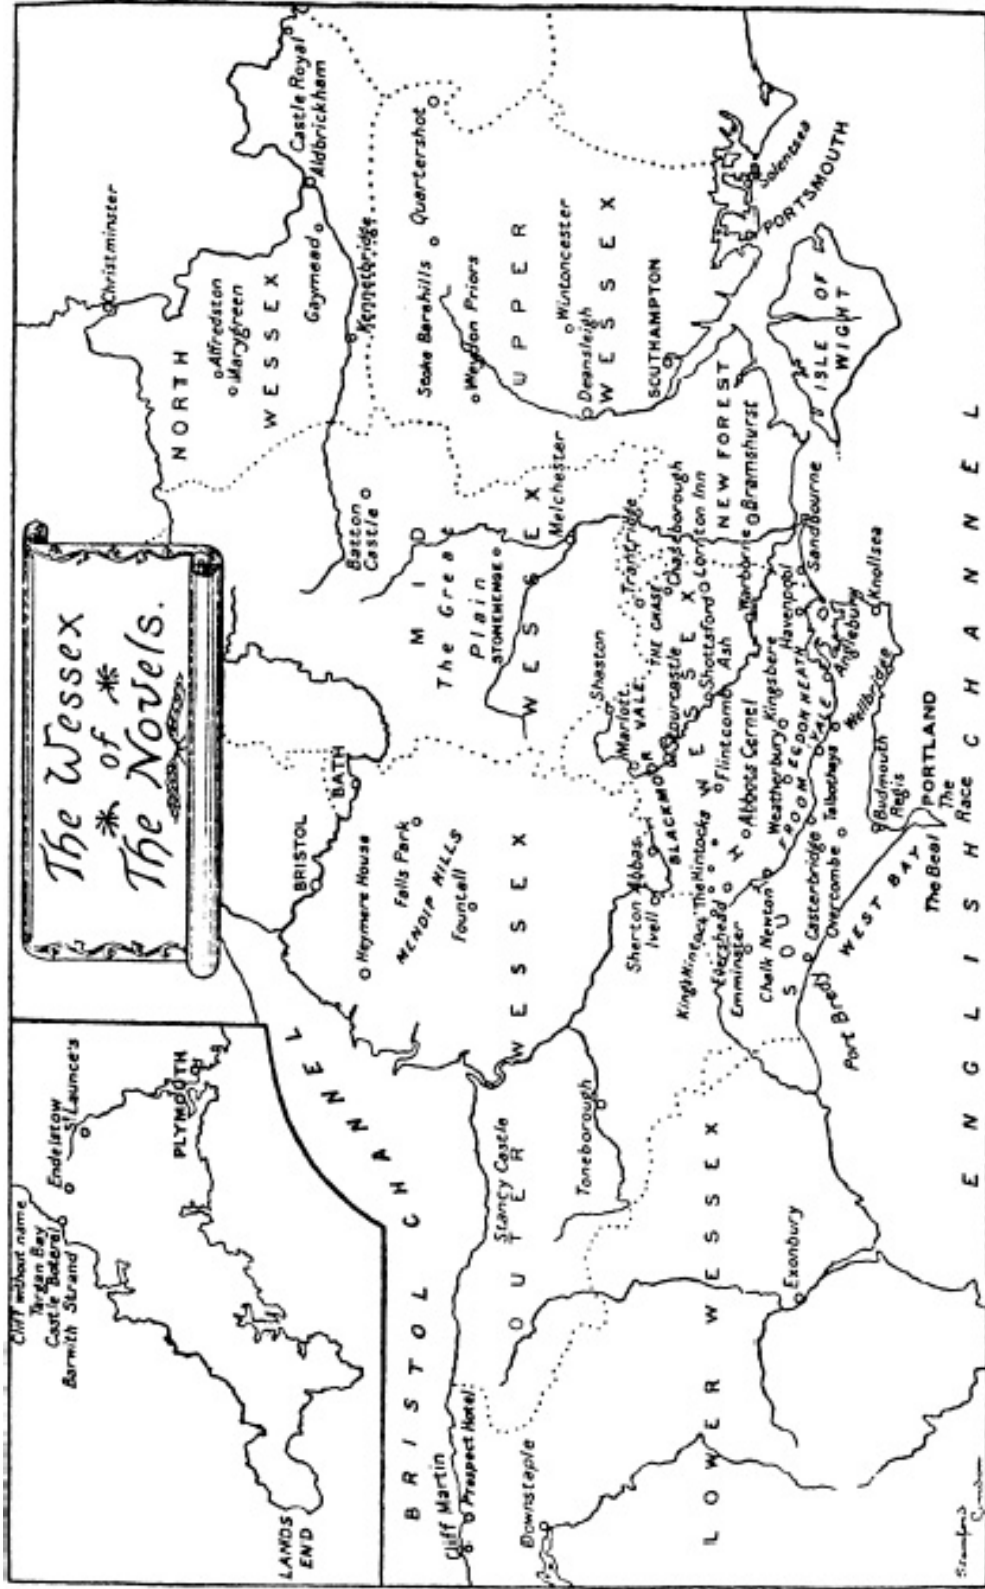 The Wessex
of
The Novels.
Cliff without name
Targan Bay
Castle Boterel
Barwith Strand
Endelstow
St Launce's
PLYMOUTH
LANDS
END
BRISTOL CHANNEL
Christminster
Castle Royal
Aldbrickham
Gaymead
Kennetbridge
Alfredston
Marygreen
NORTH
WESSEX
Quartershot
Stoke Barehills
Weydon Priors
UPPER
WESSEX
Wintoncester
Deansleigh
SOUTHAMPTON
Solentsea
PORTSMOUTH
ISLE OF
WIGHT
NEW FOREST
Bramshurst
Batton
Castle
MID
WESSEX
The Great
Plain
STONEHENGE
Melchester
BRISTOL
BATH
Heymere House
Falls Park
MENDIP HILLS
Fountall
OUTER
WESSEX
Stancy Castle
Toneborough
Cliff Martin
Prospect Hotel
Downstaple
LOWER WESSEX
Exonbury
Shaston
Marlott
VALE
BLACKMOR
Trantridge
THE CHASE
Chaseborough
Lornton Inn
Shottsford
Stourcastle
Sherton Abbas
Ivell
King's Hintock
The Hintocks
Evershead
Emminster
Chalk Newton
Abbots Cernel
Flintcomb
Ash
SOUTH
WESSEX
Warborne
Havenpool
Sandbourne
Kingsbere
Weatherbury
EGDON HEATH
FROOM
VALE
Anglebury
Knollsea
Wellbridge
Talbothays
Casterbridge
Overcombe
Budmouth
Regis
Port Bredy
WEST BAY
PORTLAND
The Beal
The
Race
ENGLISH CHANNEL